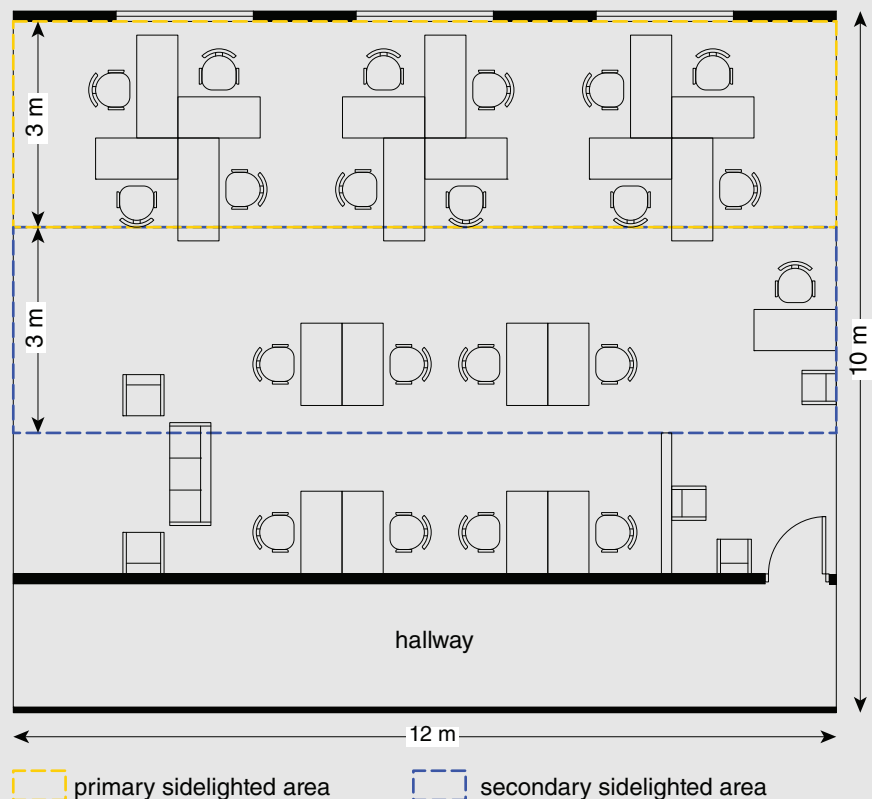 3 m
3 m
10 m
hallway
12 m
primary sidelighted area
secondary sidelighted area